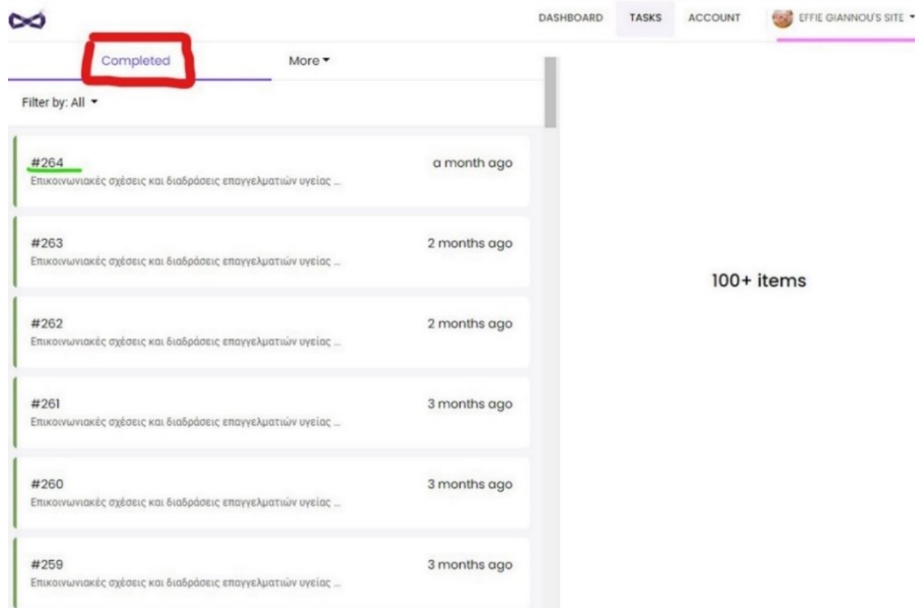 DASHBOARD TASKS ACCOUNT EFFIE GIANNOU'S SITE
Completed More
Filter by: All
#264 a month ago
Επικοινωνιακές σχέσεις και διαδράσεις επαγγελματιών υγείας ...
#263 2 months ago
Επικοινωνιακές σχέσεις και διαδράσεις επαγγελματιών υγείας ...
#262 2 months ago
Επικοινωνιακές σχέσεις και διαδράσεις επαγγελματιών υγείας ...
#261 3 months ago
Επικοινωνιακές σχέσεις και διαδράσεις επαγγελματιών υγείας ...
#260 3 months ago
Επικοινωνιακές σχέσεις και διαδράσεις επαγγελματιών υγείας ...
#259 3 months ago
Επικοινωνιακές σχέσεις και διαδράσεις επαγγελματιών υγείας ...
100+ items